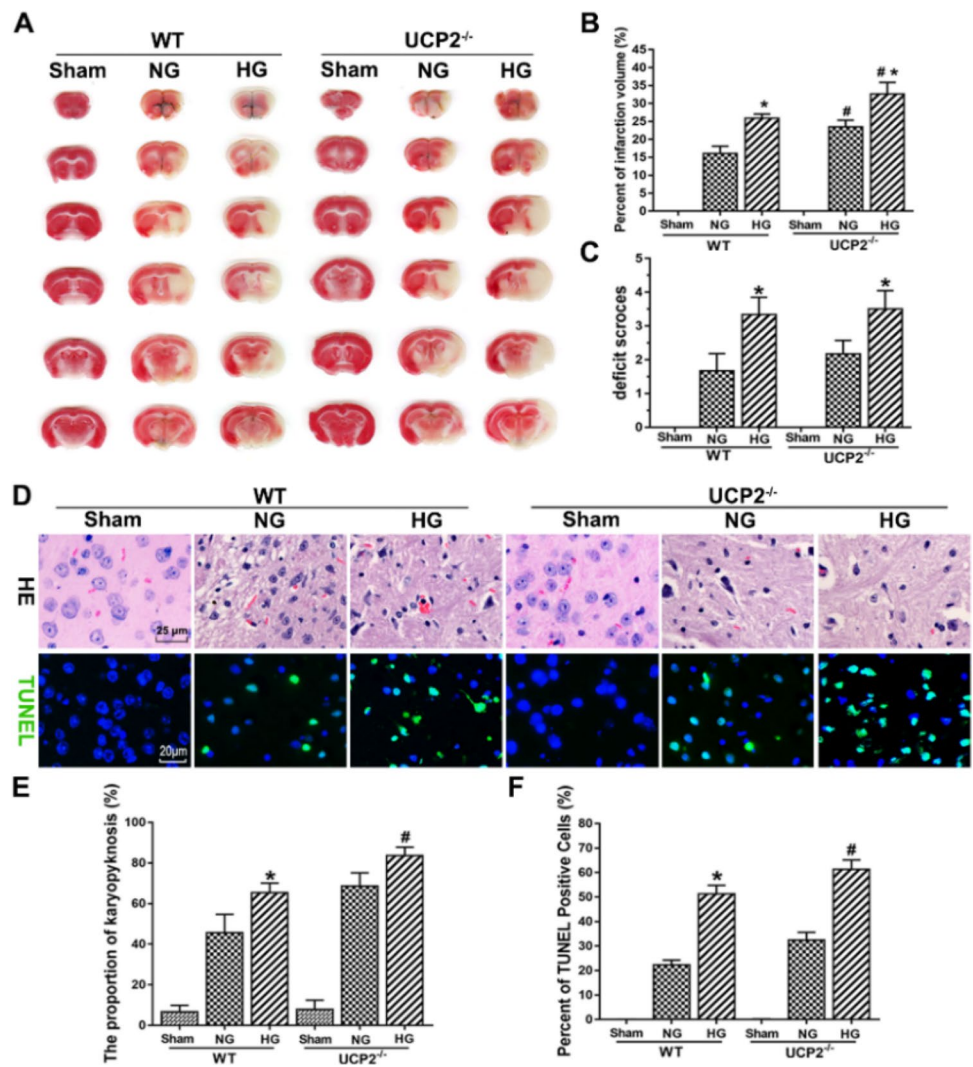 A
WT
UCP2-/-
Sham NG HG Sham NG HG
B
Percent of infarction volume (%)
45
40
35
30
25
20
15
10
5
0
*
#
# *
Sham NG HG Sham NG HG
WT UCP2-/-
C
deficit scroces
5
4
3
2
1
0
* *
Sham NG HG Sham NG HG
WT UCP2-/-
D
WT UCP2-/-
Sham NG HG Sham NG HG
HE
25 μm
TUNEL
20μm
E
The proportion of karyopyknosis (%)
100
80
60
40
20
0
* #
Sham NG HG Sham NG HG
WT UCP2-/-
F
Percent of TUNEL Positive Cells (%)
80
70
60
50
40
30
20
10
0
* #
Sham NG HG Sham NG HG
WT UCP2-/-